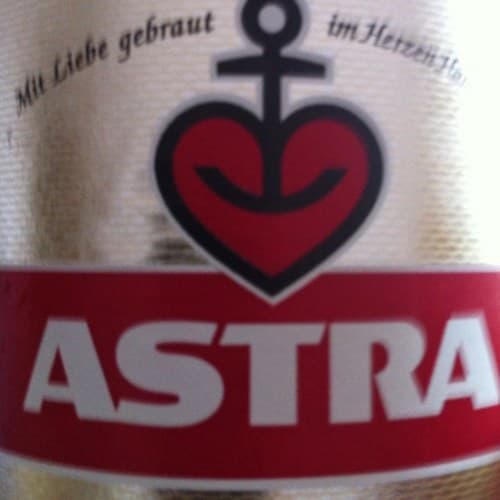 Mit Liebe gebraut im Herzen
ASTRA